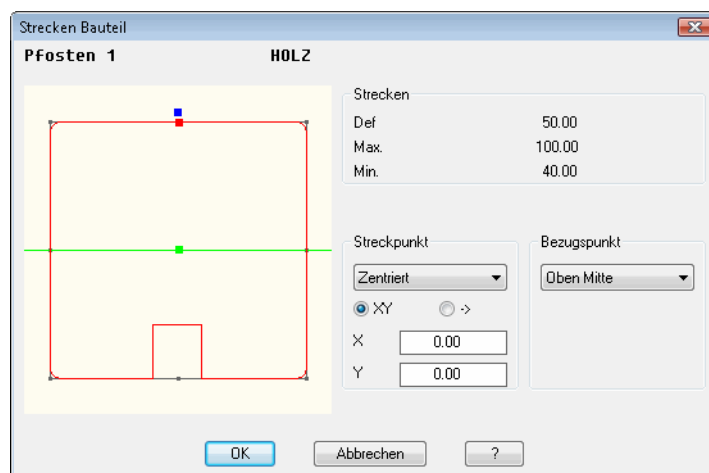 Strecken Bauteil
Pfosten 1 HOLZ
Strecken
Def 50.00
Max. 100.00
Min. 40.00
Streckpunkt
Zentriert
XY ->
X 0.00
Y 0.00
Bezugspunkt
Oben Mitte
OK Abbrechen ?